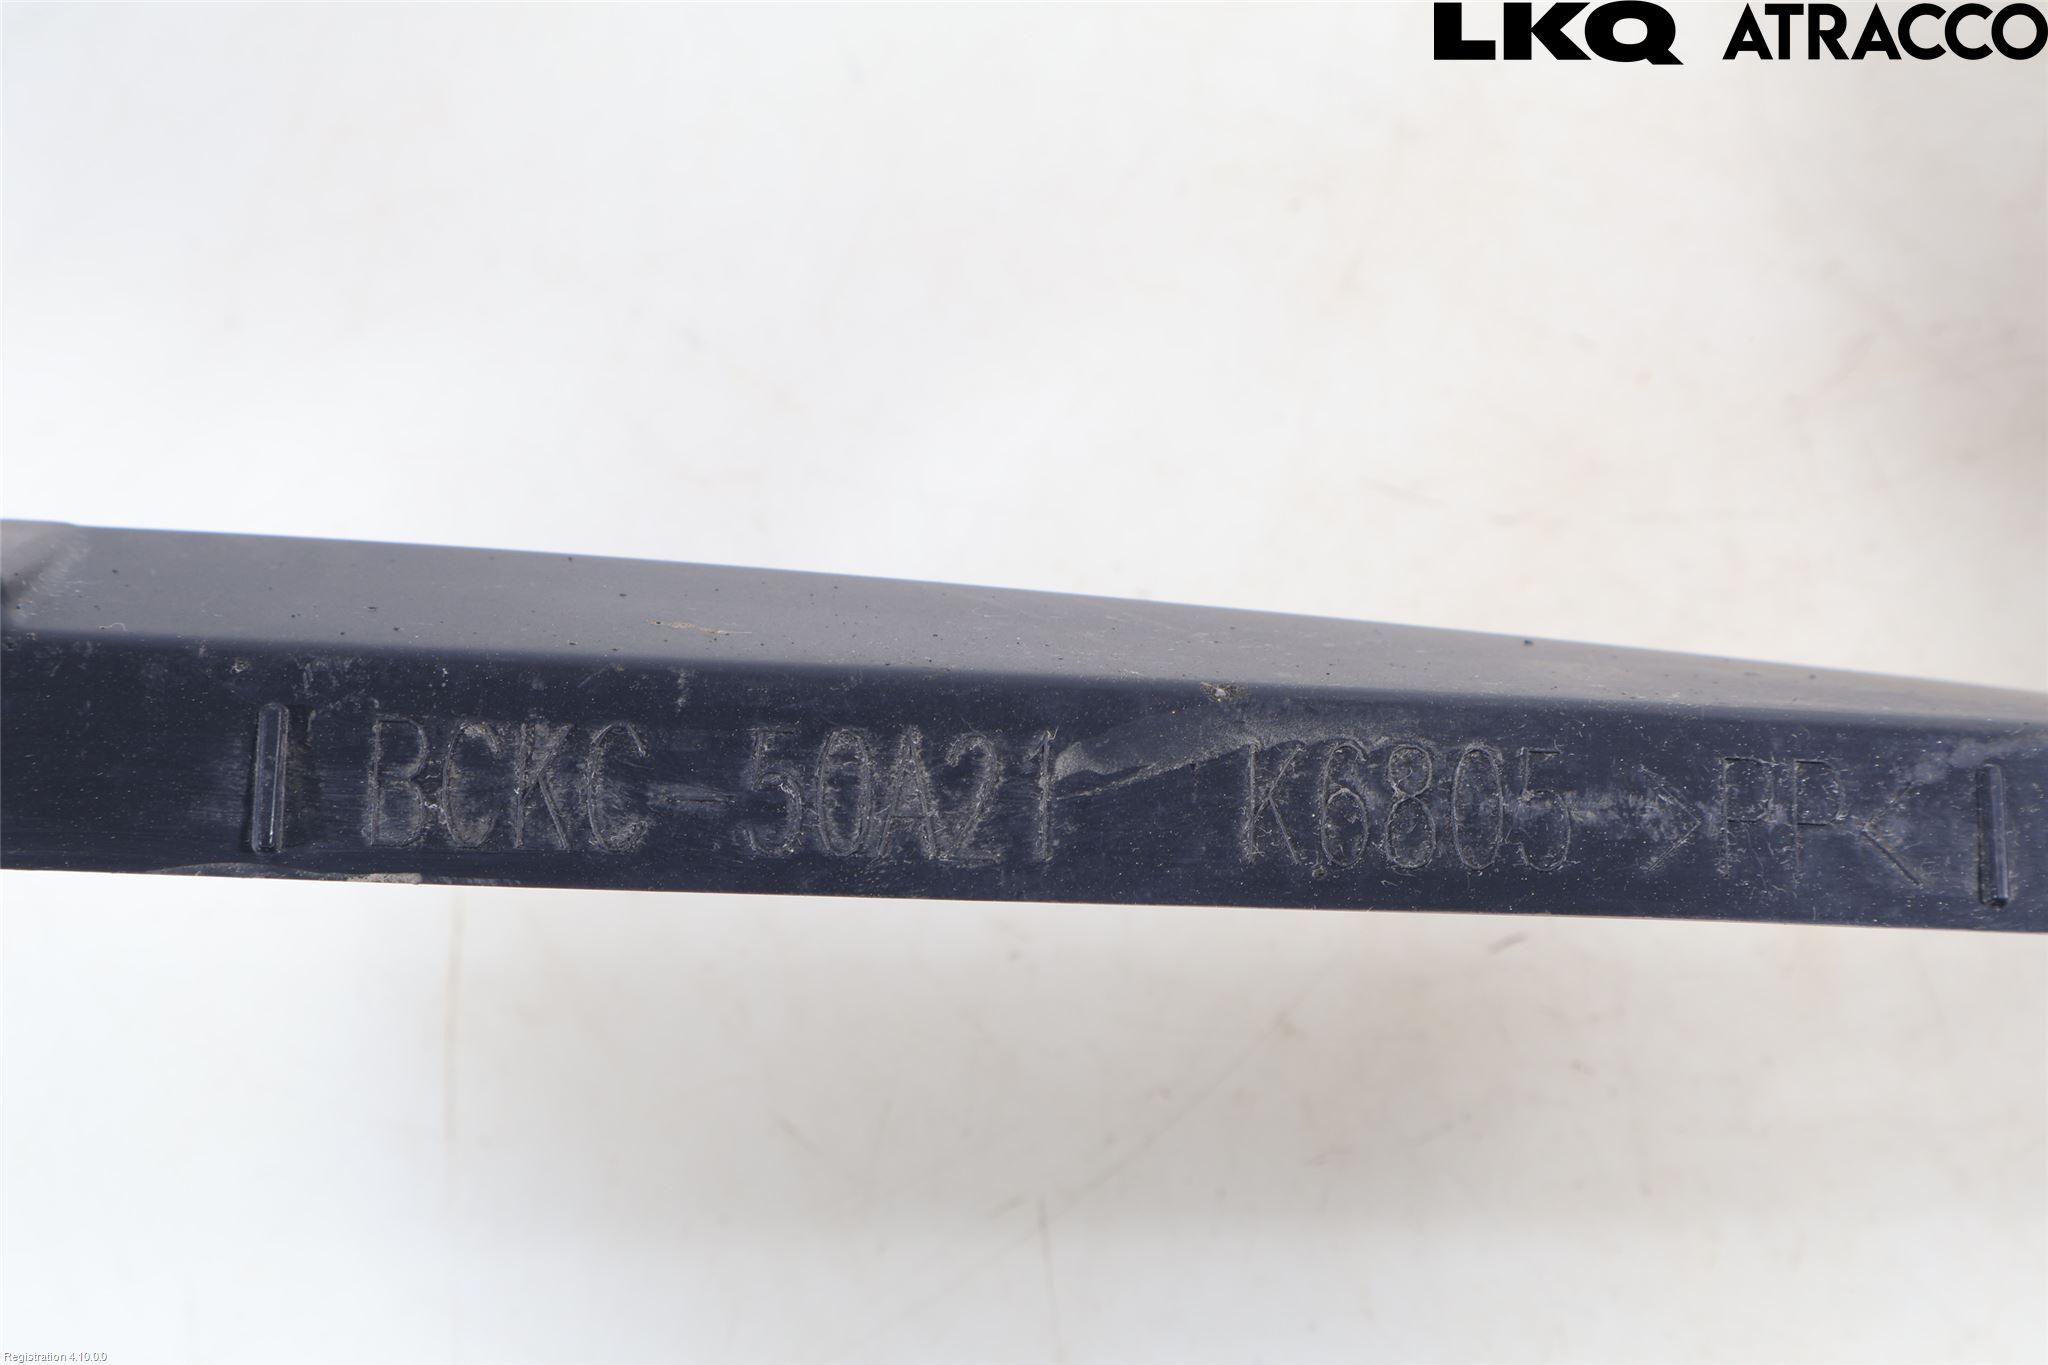 LKQ ATRACCO
BCKC-50A21 K6805 >PP<
Registration 4.10.0.0